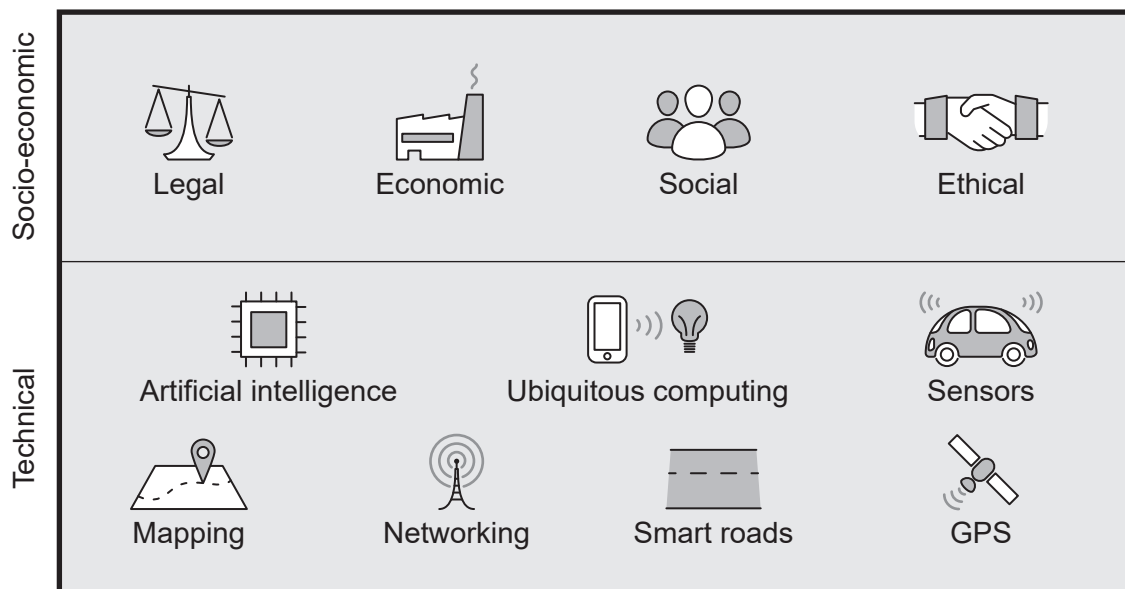 Socio-economic
Legal
Economic
Social
Ethical
Technical
Artificial intelligence
Ubiquitous computing
Sensors
Mapping
Networking
Smart roads
GPS